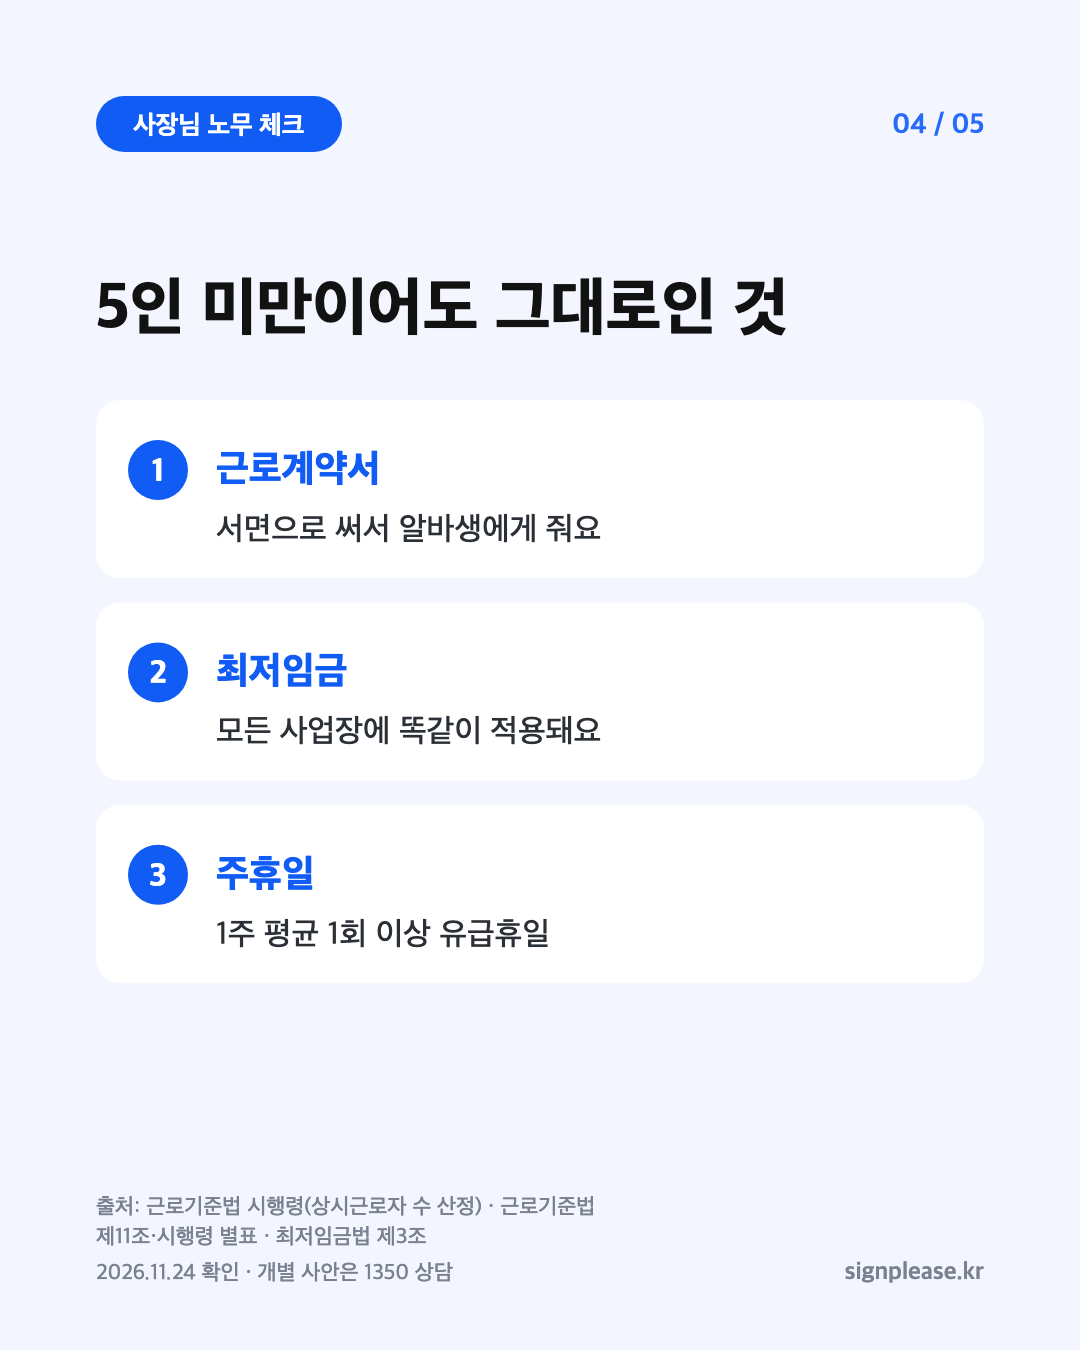 사장님 노무 체크
04 / 05
5인 미만이어도 그대로인 것
1
근로계약서
서면으로 써서 알바생에게 줘요
2
최저임금
모든 사업장에 똑같이 적용돼요
3
주휴일
1주 평균 1회 이상 유급휴일
출처: 근로기준법 시행령(상시근로자 수 산정) · 근로기준법
제11조·시행령 별표 · 최저임금법 제3조
2026.11.24 확인 · 개별 사안은 1350 상담
signplease.kr